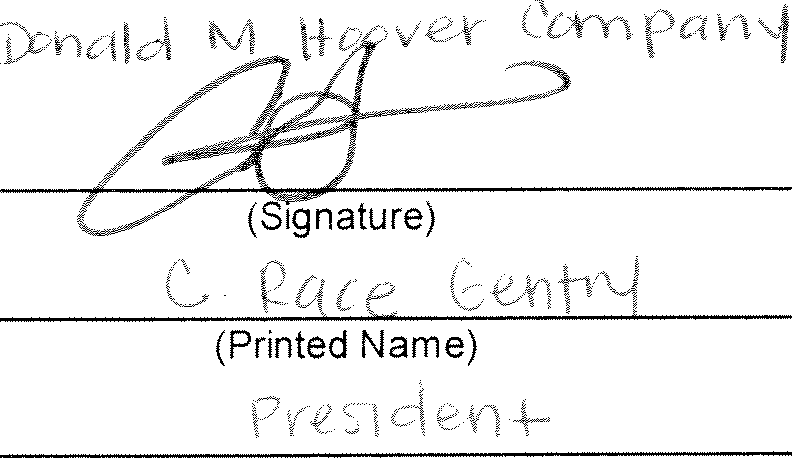 Donald M Hoover Company
(Signature)
C. Race Gentry
(Printed Name)
President